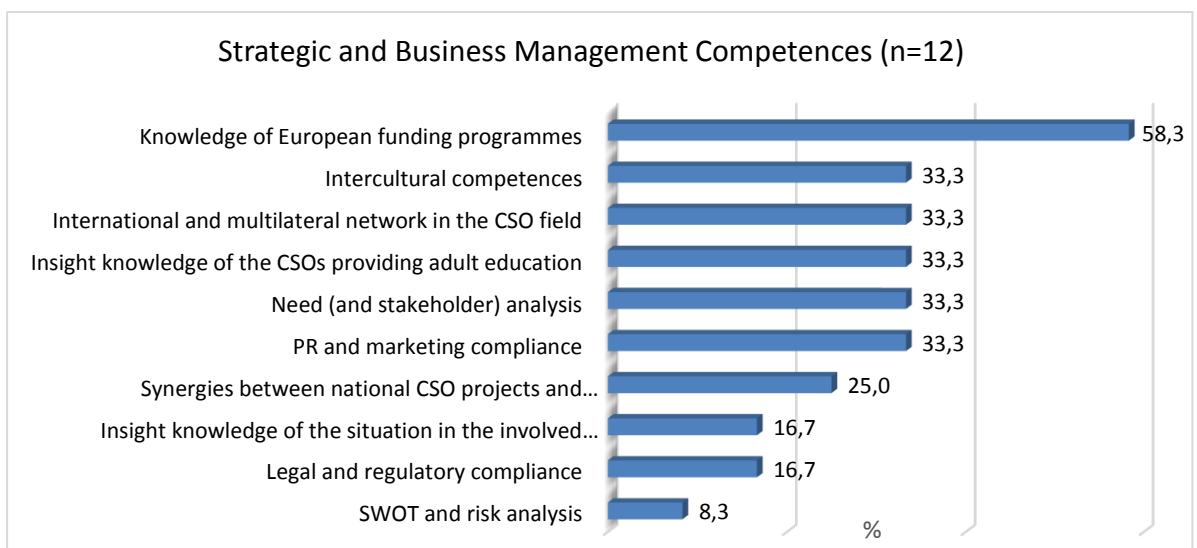 Strategic and Business Management Competences (n=12)
Knowledge of European funding programmes 58,3
Intercultural competences 33,3
International and multilateral network in the CSO field 33,3
Insight knowledge of the CSOs providing adult education 33,3
Need (and stakeholder) analysis 33,3
PR and marketing compliance 33,3
Synergies between national CSO projects and… 25,0
Insight knowledge of the situation in the involved… 16,7
Legal and regulatory compliance 16,7
SWOT and risk analysis 8,3
%